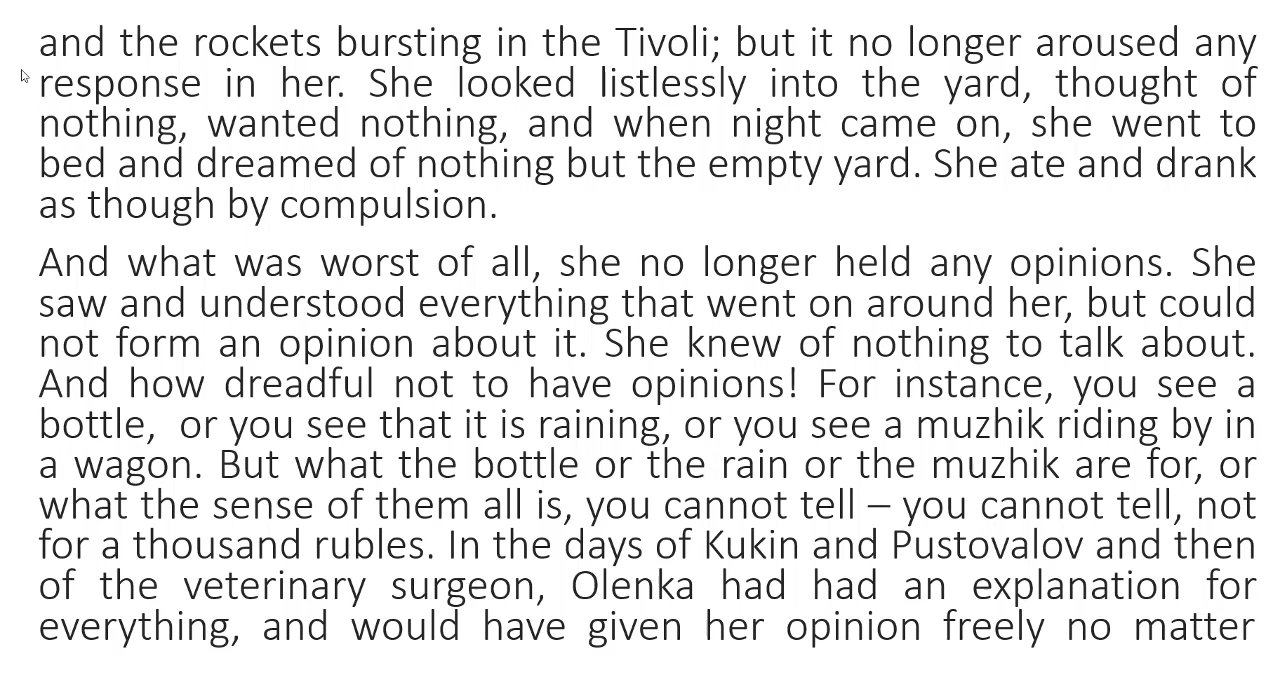 and the rockets bursting in the Tivoli; but it no longer aroused any
response in her. She looked listlessly into the yard, thought of
nothing, wanted nothing, and when night came on, she went to
bed and dreamed of nothing but the empty yard. She ate and drank
as though by compulsion.
And what was worst of all, she no longer held any opinions. She
saw and understood everything that went on around her, but could
not form an opinion about it. She knew of nothing to talk about.
And how dreadful not to have opinions! For instance, you see a
bottle,  or you see that it is raining, or you see a muzhik riding by in
a wagon. But what the bottle or the rain or the muzhik are for, or
what the sense of them all is, you cannot tell – you cannot tell, not
for a thousand rubles. In the days of Kukin and Pustovalov and then
of the veterinary surgeon, Olenka had had an explanation for
everything, and would have given her opinion freely no matter